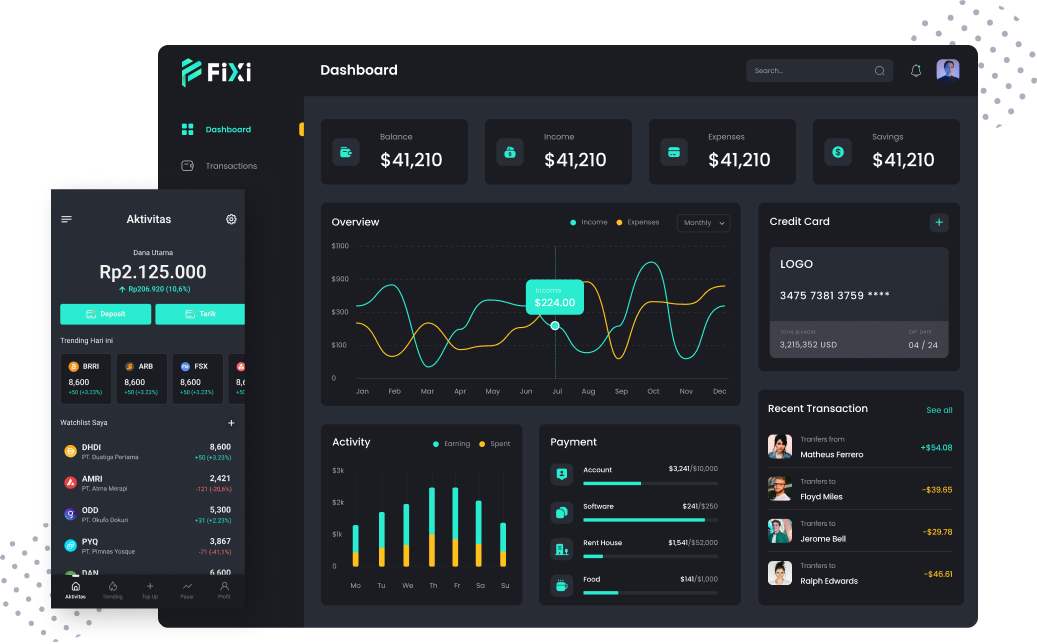 FiXi
Dashboard
Search...
Dashboard
Transactions
Balance
$41,210
Income
$41,210
Expenses
$41,210
Savings
$41,210
Overview
Income
Expenses
Monthly
$1100
$900
$300
$100
0
Income
$224.00
Jan Feb Mar Apr May Jun Jul Aug Sep Oct Nov Dec
Credit Card
+
LOGO
3475 7381 3759 ****
TOTAL BLANCAE
EXP. DATE
3,215,352 USD
04 / 24
Activity
Earning
Spent
$3k
$2k
$1k
0
Mo Tu We Th Fr Sa Su
Payment
Account $3,241/$10,000
Software $241/$250
Rent House $1,541/$52,000
Food $141/$1,000
Recent Transaction
See all
Tranfers from
Matheus Ferrero
+$54.08
Tranfers to
Floyd Miles
-$39.65
Tranfers to
Jerome Bell
-$29.78
Tranfers to
Ralph Edwards
-$46.61
Aktivitas
Dana Utama
Rp2.125.000
Rp206.920 (10,6%)
Deposit
Tarik
Trending Hari ini
BRRI
8,600
+50 (+3.23%)
ARB
8,600
+50 (+3.23%)
FSX
8,600
+50 (+3.23%)
Watchlist Saya
+
DHDI 8,600
PT. Duatiga Pertama +50 (+3,23%)
AMRI 2,421
PT. Atma Merapi -121 (-20,6%)
ODD 5,300
PT. Okufo Dokuri +31 (+2.23%)
PYQ 3,867
PT. Pimnas Yosque -71 (-41,1%)
DAN 6,600
Aktivitas
Trending
Top Up
Pasar
Profil